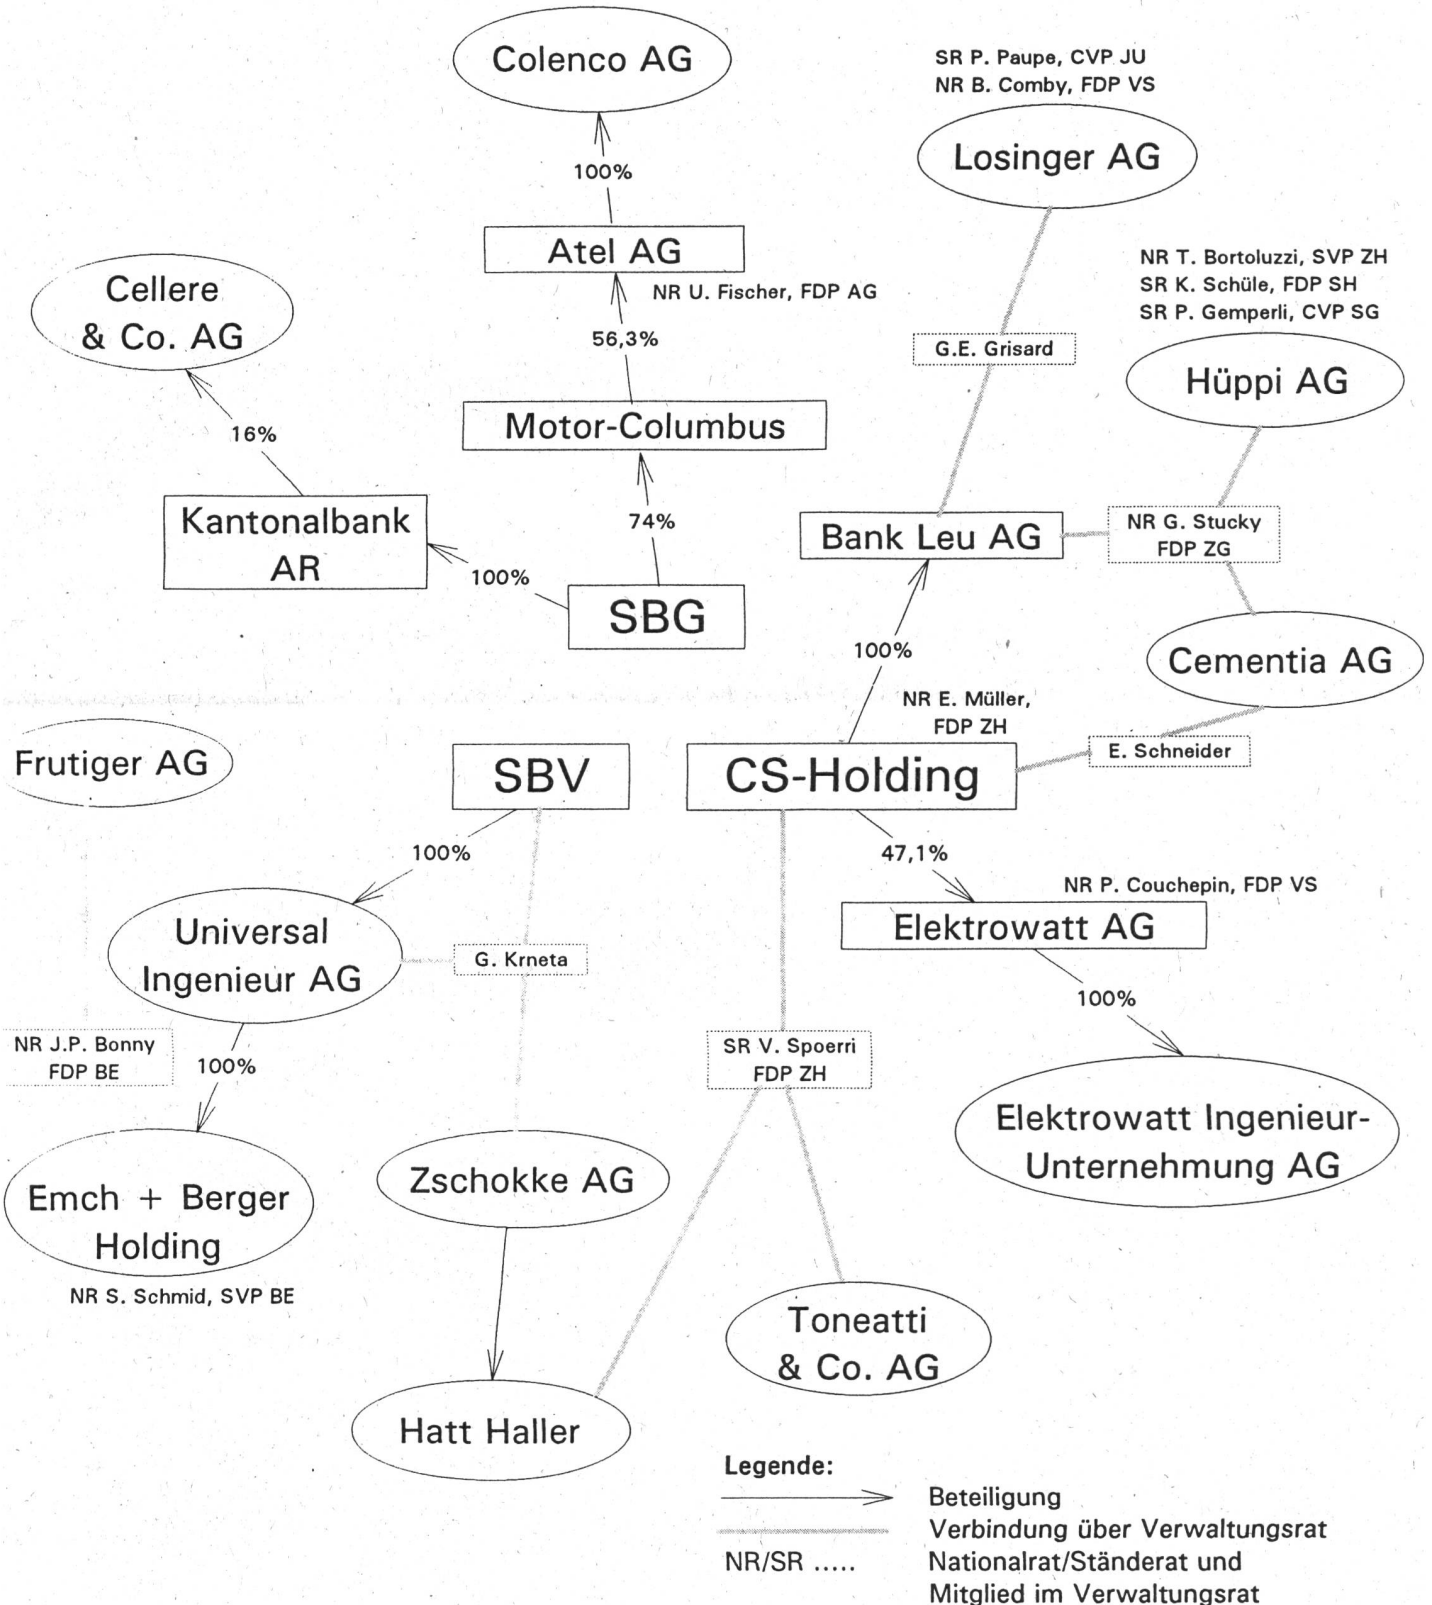 Colenco AG
SR P. Paupe, CVP JU
NR B. Comby, FDP VS
Losinger AG
100%
Atel AG
NR U. Fischer, FDP AG
NR T. Bortoluzzi, SVP ZH
SR K. Schüle, FDP SH
SR P. Gemperli, CVP SG
Cellere
& Co. AG
56,3%
G.E. Grisard
Hüppi AG
16%
Motor-Columbus
Kantonalbank
AR
74%
Bank Leu AG
NR G. Stucky
FDP ZG
100%
SBG
100%
Cementia AG
NR E. Müller,
FDP ZH
Frutiger AG
SBV
CS-Holding
E. Schneider
100%
47,1%
NR P. Couchepin, FDP VS
Universal
Ingenieur AG
G. Krneta
Elektrowatt AG
100%
NR J.P. Bonny
FDP BE
100%
SR V. Spoerri
FDP ZH
Elektrowatt Ingenieur-
Unternehmung AG
Zschokke AG
Emch + Berger
Holding
NR S. Schmid, SVP BE
Toneatti
& Co. AG
Hatt Haller
Legende:
Beteiligung
Verbindung über Verwaltungsrat
NR/SR ..... Nationalrat/Ständerat und
Mitglied im Verwaltungsrat